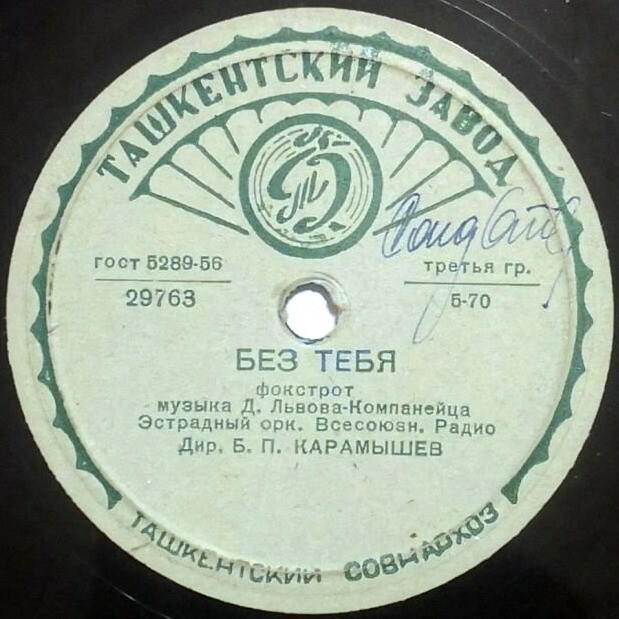 ТАШКЕНТСКИЙ ЗАВОД
ГОСТ 5289-56
третья гр.
29763
5-70
БЕЗ ТЕБЯ
фокстрот
музыка Д. Львова-Компанейца
Эстрадный орк. Всесоюзн. Радио
Дир. Б. П. КАРАМЫШЕВ
ТАШКЕНТСКИЙ СОВНАРХОЗ